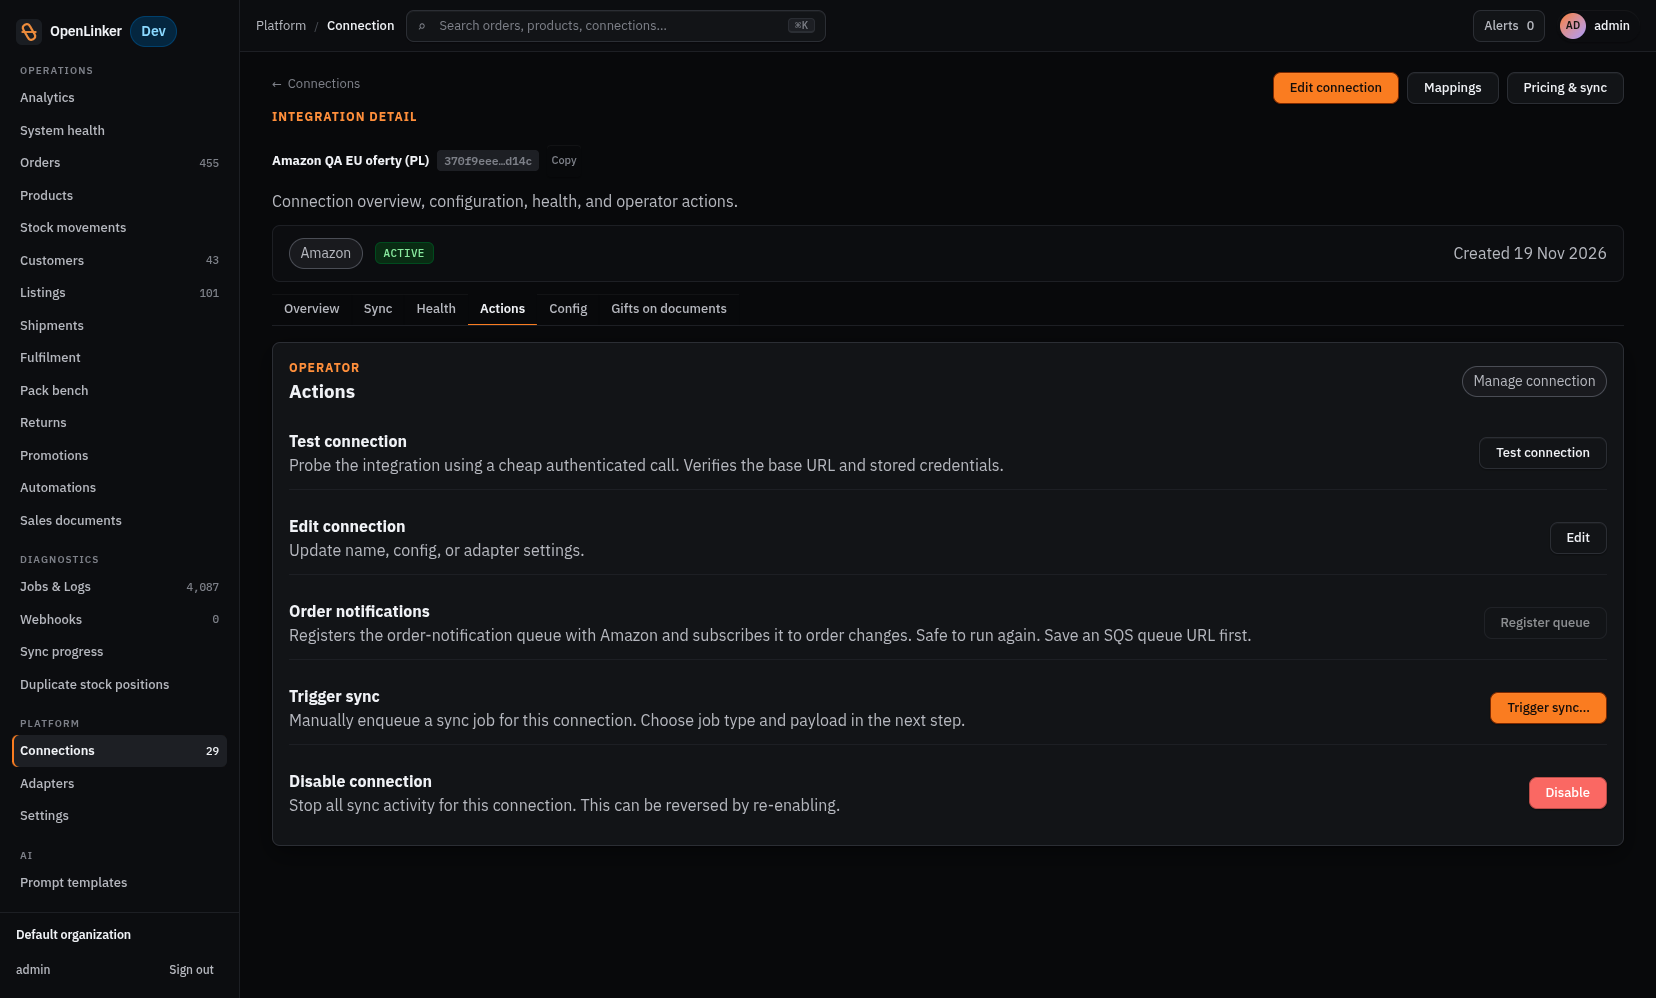 OpenLinker Dev
OPERATIONS
Analytics
System health
Orders 455
Products
Stock movements
Customers 43
Listings 101
Shipments
Fulfilment
Pack bench
Returns
Promotions
Automations
Sales documents
DIAGNOSTICS
Jobs & Logs 4,087
Webhooks 0
Sync progress
Duplicate stock positions
PLATFORM
Connections 29
Adapters
Settings
AI
Prompt templates
Default organization
admin Sign out
Platform / Connection
Search orders, products, connections... ⌘K
Alerts 0
AD admin
← Connections
Edit connection Mappings Pricing & sync
INTEGRATION DETAIL
Amazon QA EU oferty (PL) 370f9eee…d14c Copy
Connection overview, configuration, health, and operator actions.
Amazon ACTIVE Created 19 Nov 2026
Overview Sync Health Actions Config Gifts on documents
OPERATOR
Actions
Manage connection
Test connection
Probe the integration using a cheap authenticated call. Verifies the base URL and stored credentials.
Test connection
Edit connection
Update name, config, or adapter settings.
Edit
Order notifications
Registers the order-notification queue with Amazon and subscribes it to order changes. Safe to run again. Save an SQS queue URL first.
Register queue
Trigger sync
Manually enqueue a sync job for this connection. Choose job type and payload in the next step.
Trigger sync...
Disable connection
Stop all sync activity for this connection. This can be reversed by re-enabling.
Disable